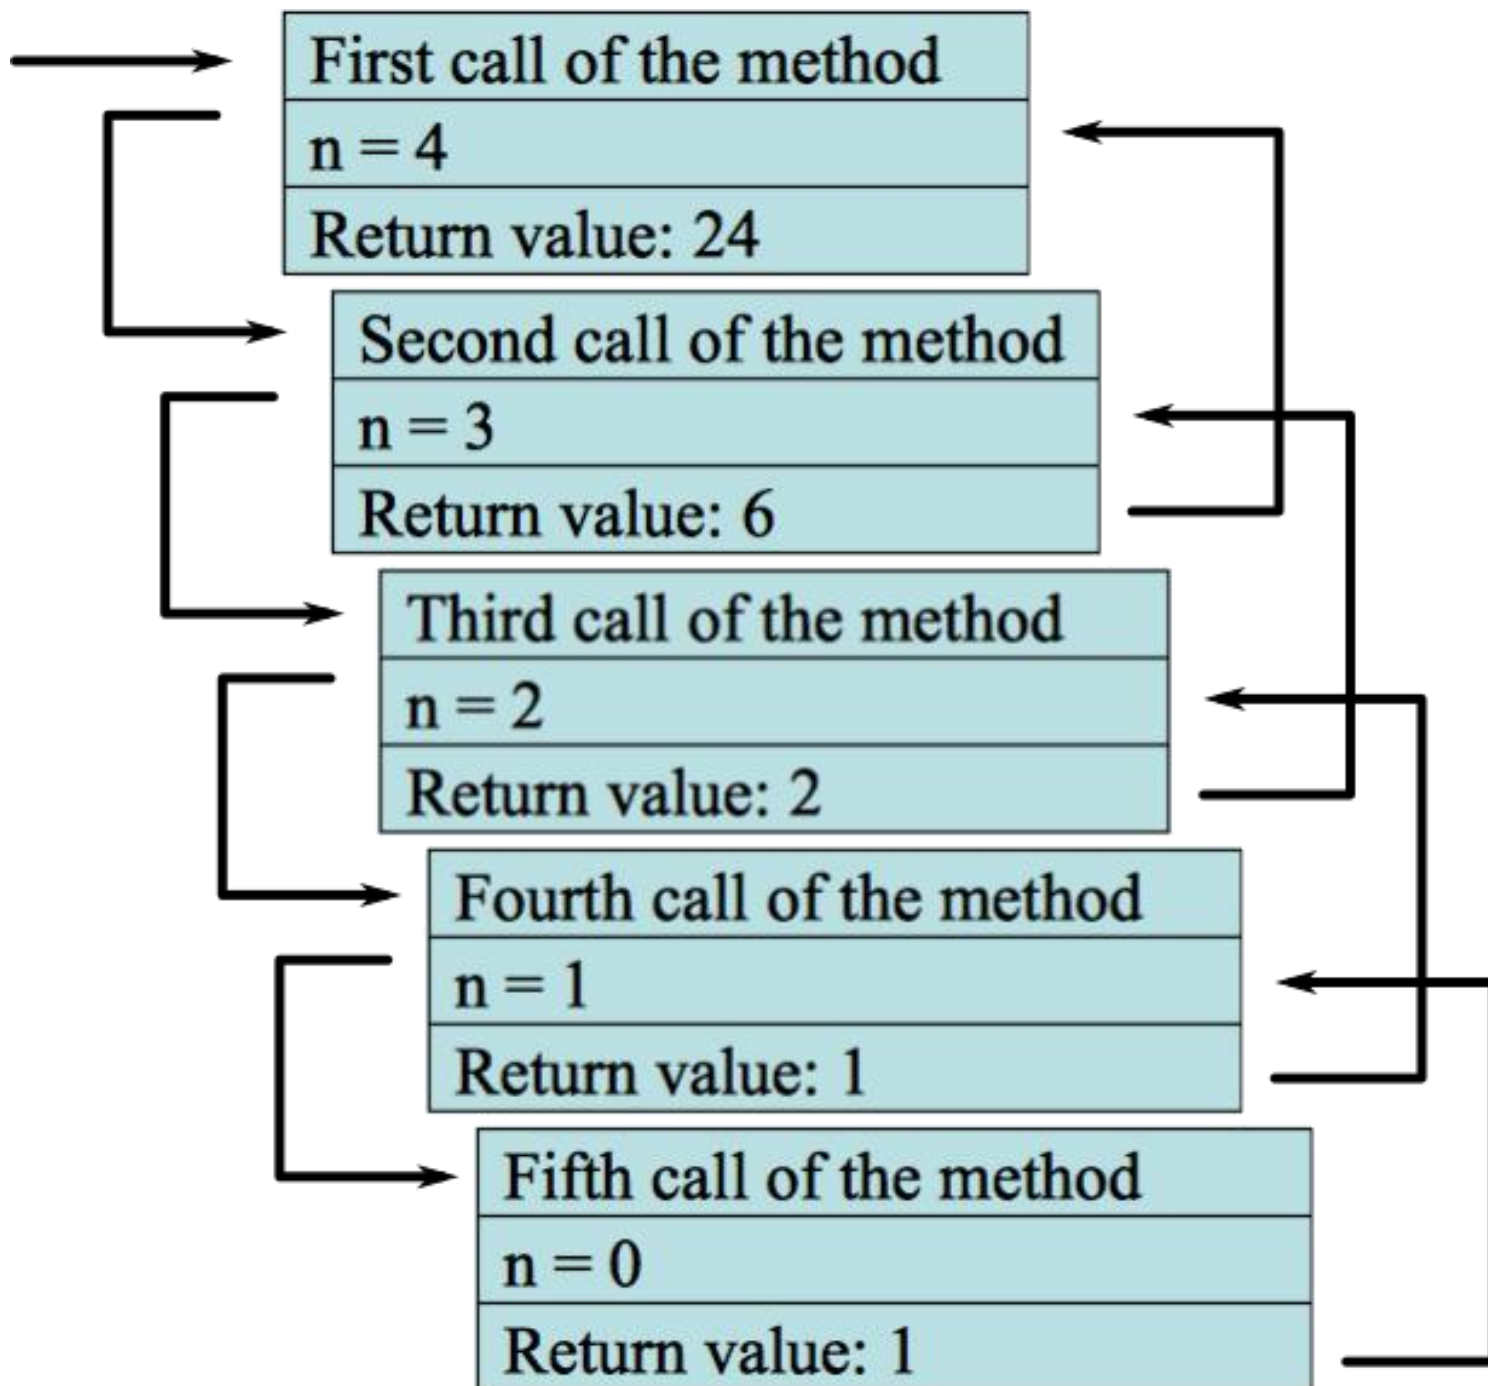 First call of the method
n = 4
Return value: 24
Second call of the method
n = 3
Return value: 6
Third call of the method
n = 2
Return value: 2
Fourth call of the method
n = 1
Return value: 1
Fifth call of the method
n = 0
Return value: 1